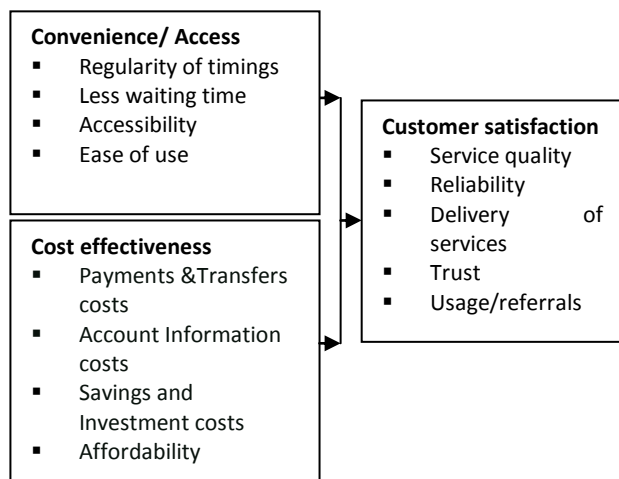 Convenience/ Access
▪ Regularity of timings
▪ Less waiting time
▪ Accessibility
▪ Ease of use
Cost effectiveness
▪ Payments &Transfers
costs
▪ Account Information
costs
▪ Savings and
Investment costs
▪ Affordability
Customer satisfaction
▪ Service quality
▪ Reliability
▪ Delivery of
services
▪ Trust
▪ Usage/referrals